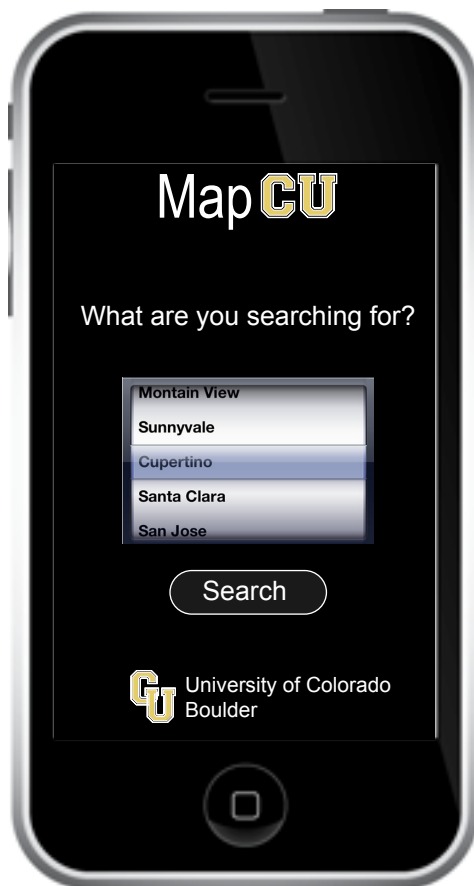 Map CU
What are you searching for?
Montain View
Sunnyvale
Cupertino
Santa Clara
San Jose
Search
CU University of Colorado
Boulder